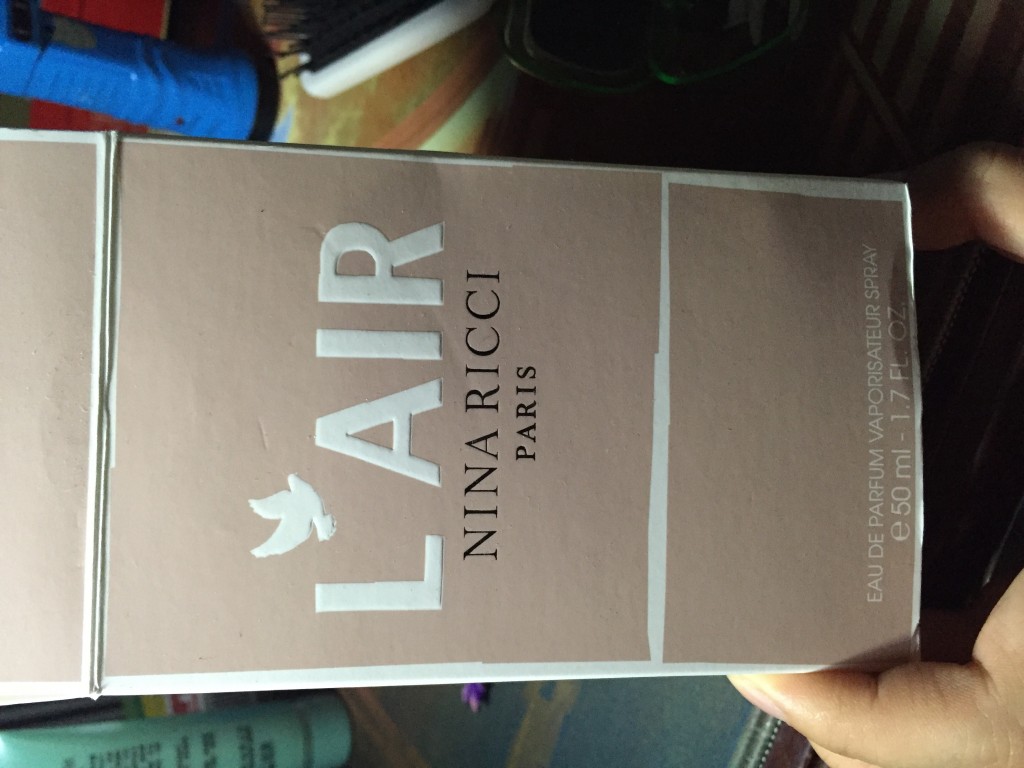 L'AIR
NINA RICCI
PARIS
EAU DE PARFUM VAPORISATEUR SPRAY
e 50 ml - 1.7 FL. OZ.